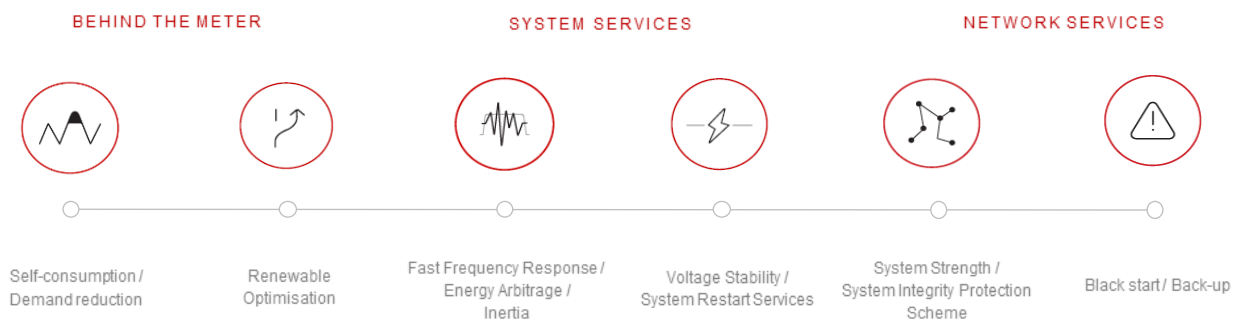 BEHIND THE METER
SYSTEM SERVICES
NETWORK SERVICES
Self-consumption /
Demand reduction
Renewable
Optimisation
Fast Frequency Response /
Energy Arbitrage /
Inertia
Voltage Stability /
System Restart Services
System Strength /
System Integrity Protection
Scheme
Black start / Back-up